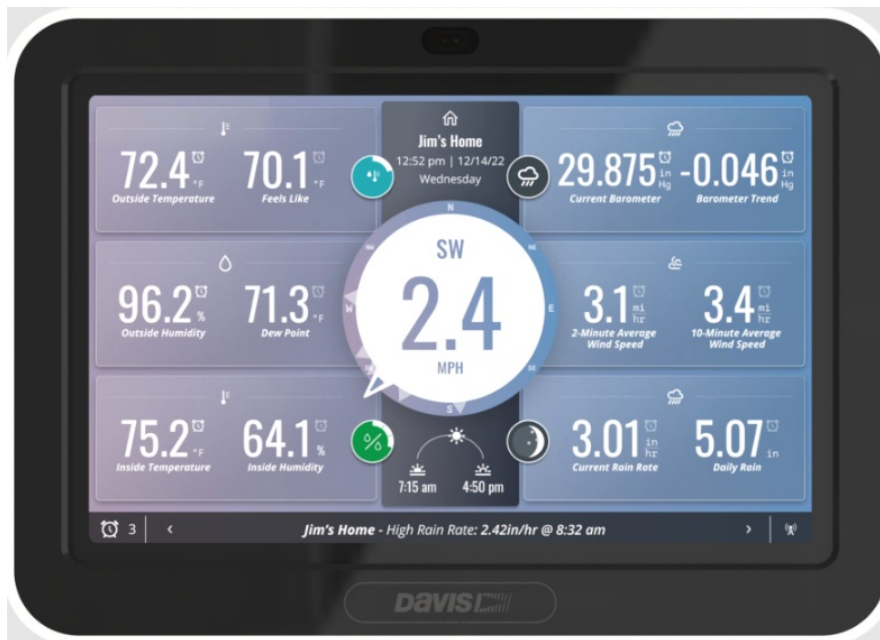 72.4 °F
Outside Temperature
70.1 °F
Feels Like
96.2 %
Outside Humidity
71.3 °F
Dew Point
75.2 °F
Inside Temperature
64.1 %
Inside Humidity
Jim's Home
12:52 pm | 12/14/22
Wednesday
N
NE
E
SE
S
W
SW
2.4
MPH
7:15 am
4:50 pm
29.875 in Hg
Current Barometer
-0.046 in Hg
Barometer Trend
3.1 mi hr
2-Minute Average
Wind Speed
3.4 mi hr
10-Minute Average
Wind Speed
3.01 in hr
Current Rain Rate
5.07 in
Daily Rain
3
‹
Jim's Home - High Rain Rate: 2.42in/hr @ 8:32 am
›
DAVIS